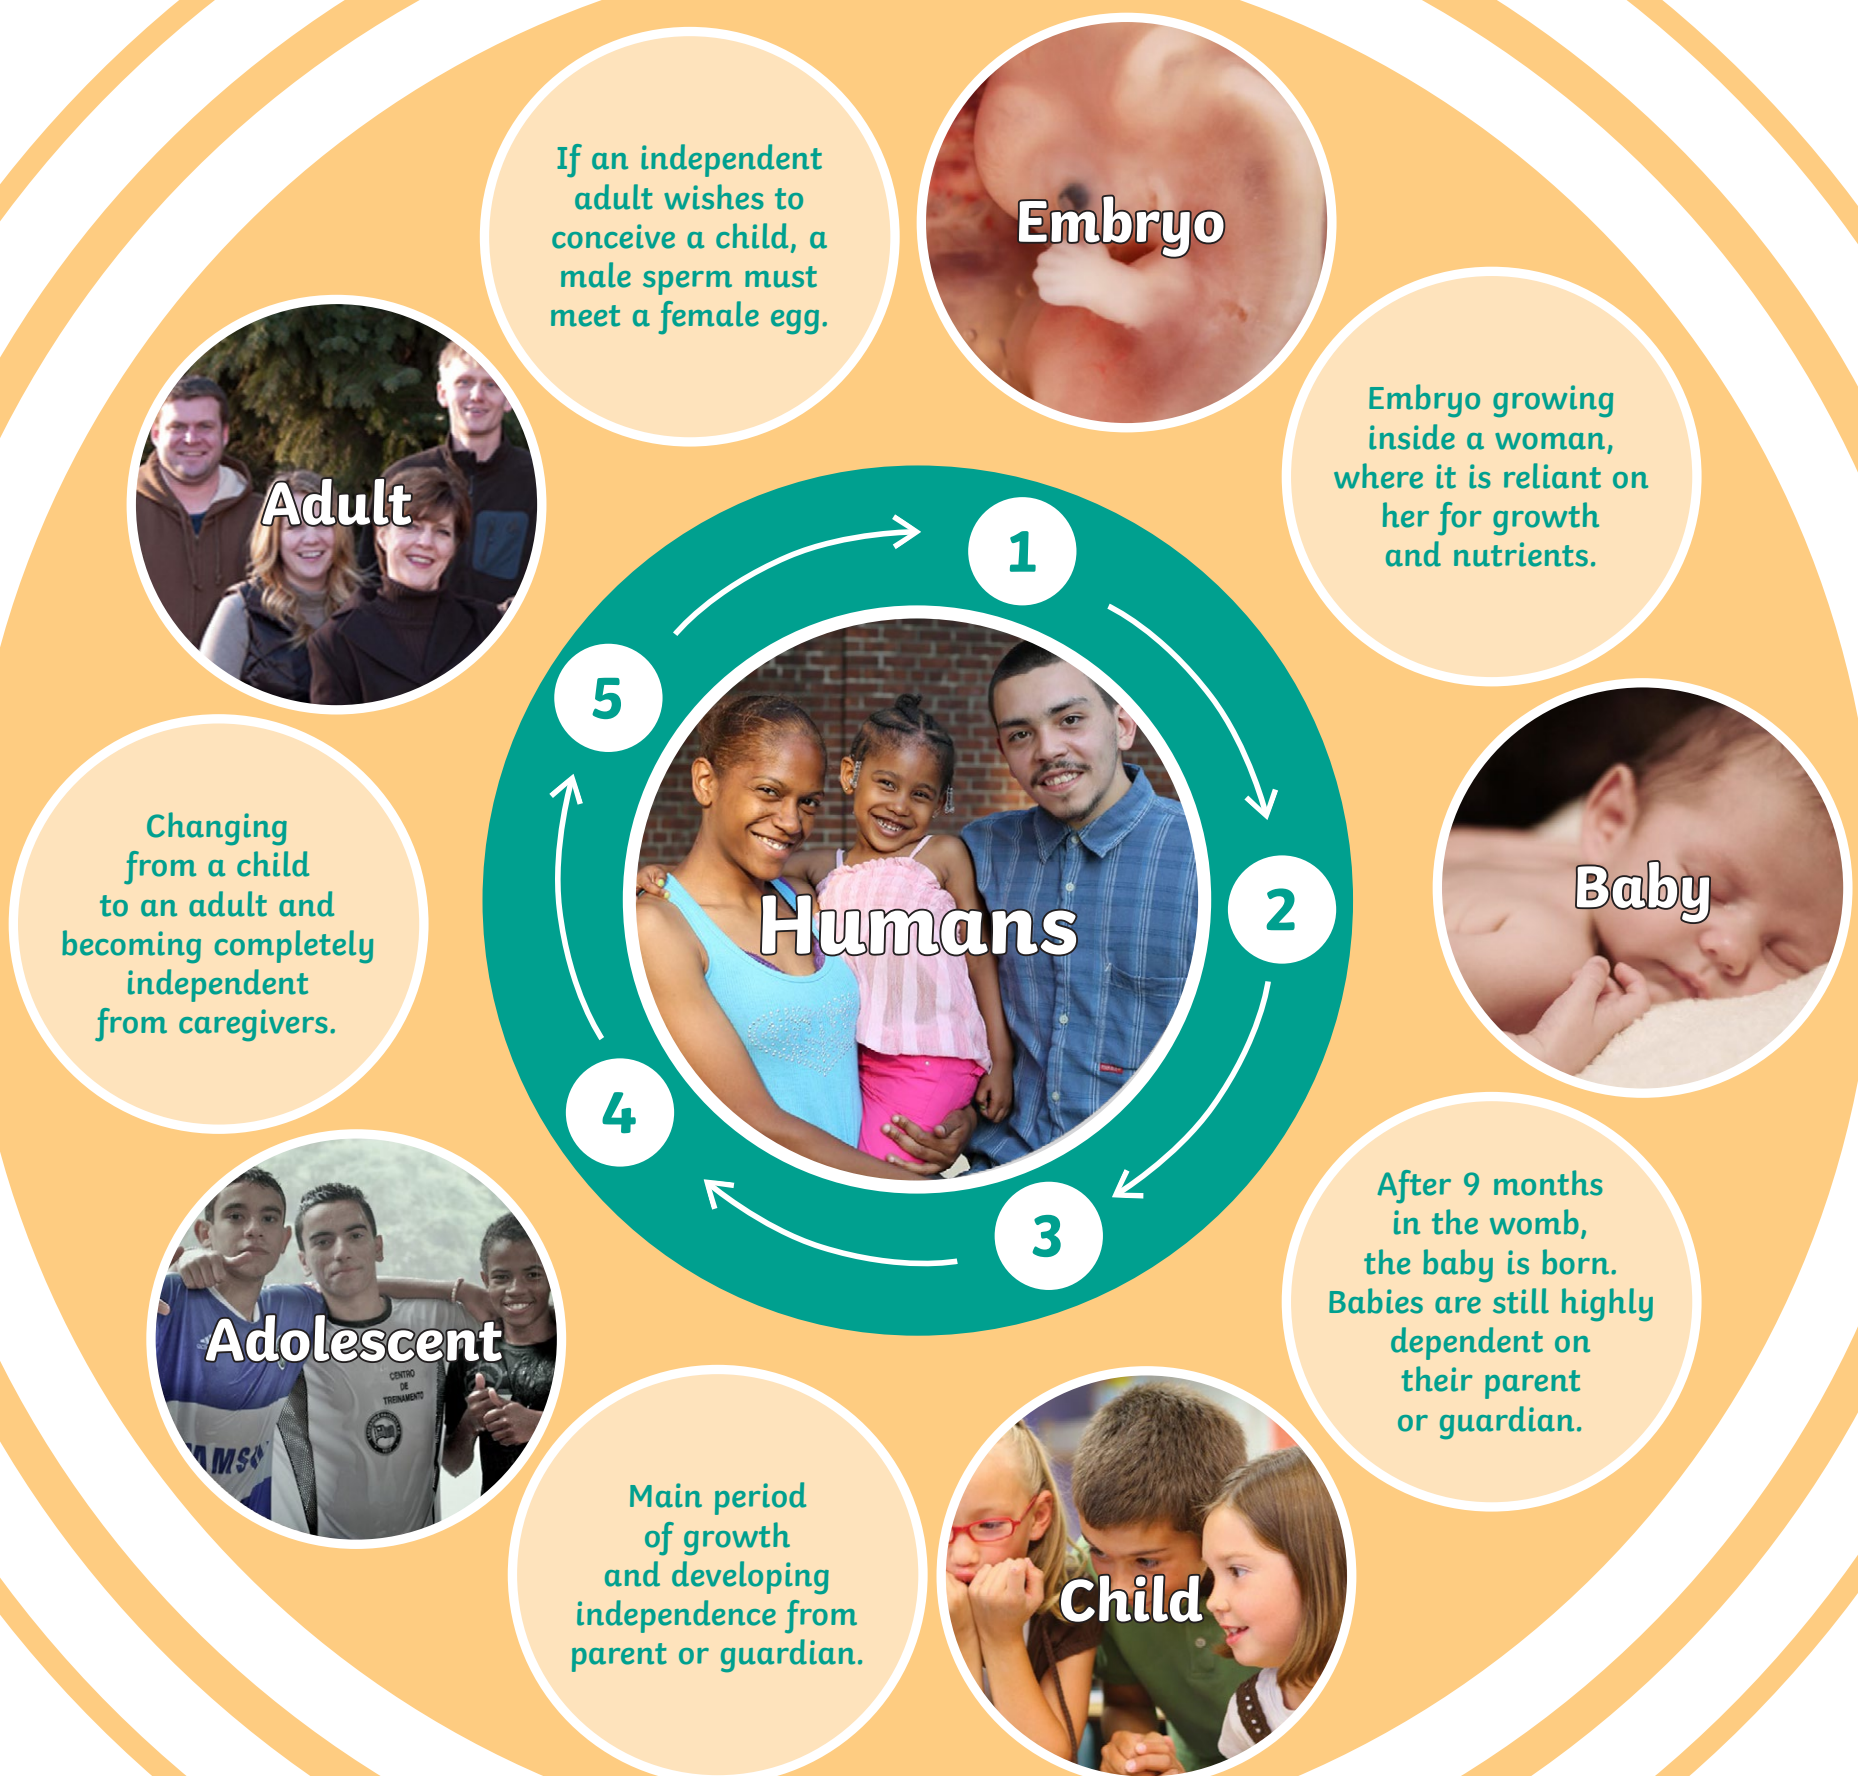 Humans
1
Embryo
Embryo growing
inside a woman,
where it is reliant on
her for growth
and nutrients.
2
Baby
After 9 months
in the womb,
the baby is born.
Babies are still highly
dependent on
their parent
or guardian.
3
Child
Main period
of growth
and developing
independence from
parent or guardian.
4
Adolescent
CENTRO
DE
TREINAMENTO
Changing
from a child
to an adult and
becoming completely
independent
from caregivers.
5
Adult
If an independent
adult wishes to
conceive a child, a
male sperm must
meet a female egg.